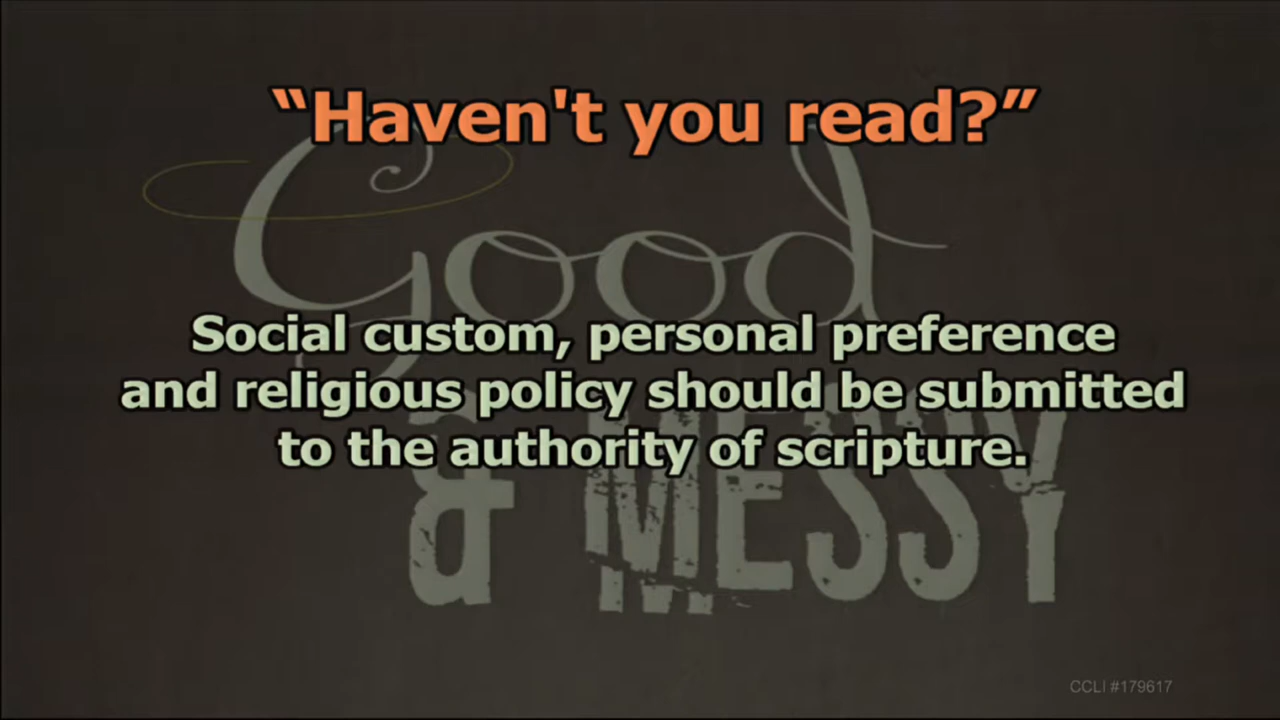 “Haven't you read?”
Good
Social custom, personal preference
and religious policy should be submitted
to the authority of scripture.
& MESSY
CCLI #179617